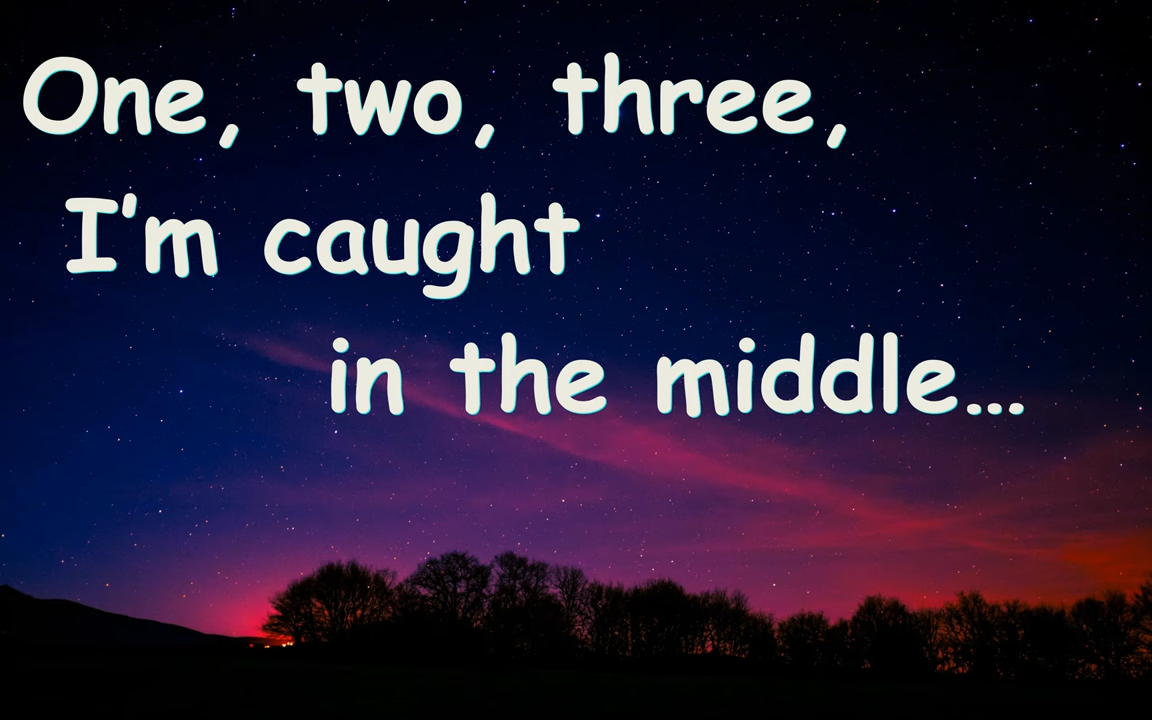 One, two, three,
I'm caught
in the middle...